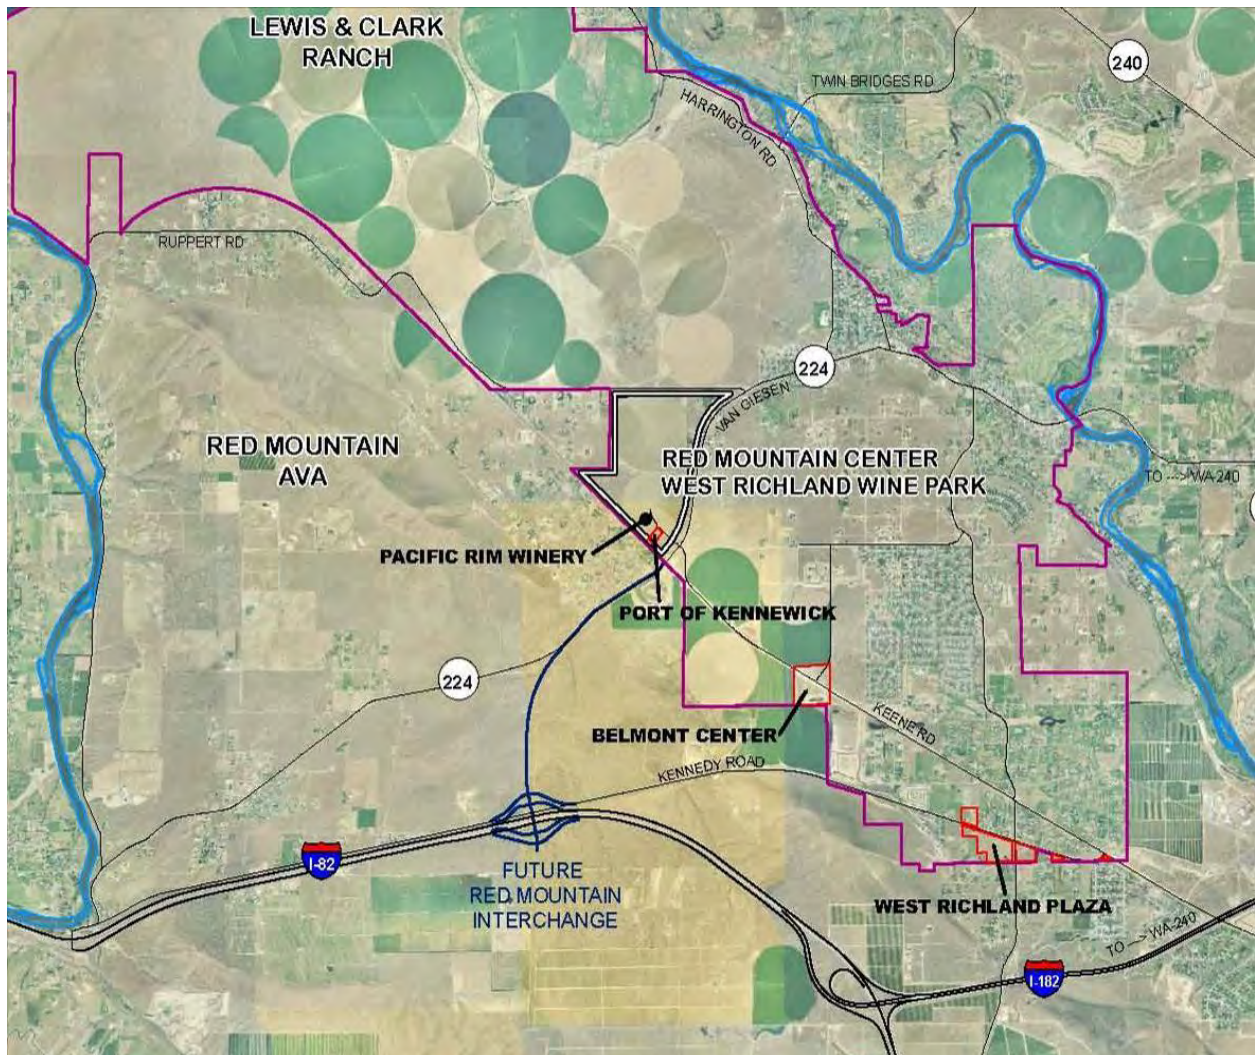 LEWIS & CLARK
RANCH
240
TWIN BRIDGES RD
HARRINGTON RD
RUPPERT RD
224
VAN GIESEN
RED MOUNTAIN
AVA
RED MOUNTAIN CENTER
WEST RICHLAND WINE PARK
TO ---> WA-240
PACIFIC RIM WINERY
PORT OF KENNEWICK
224
BELMONT CENTER
KEENE RD
KENNEDY ROAD
I-82
FUTURE
RED MOUNTAIN
INTERCHANGE
WEST RICHLAND PLAZA
TO ---> WA-240
I-182